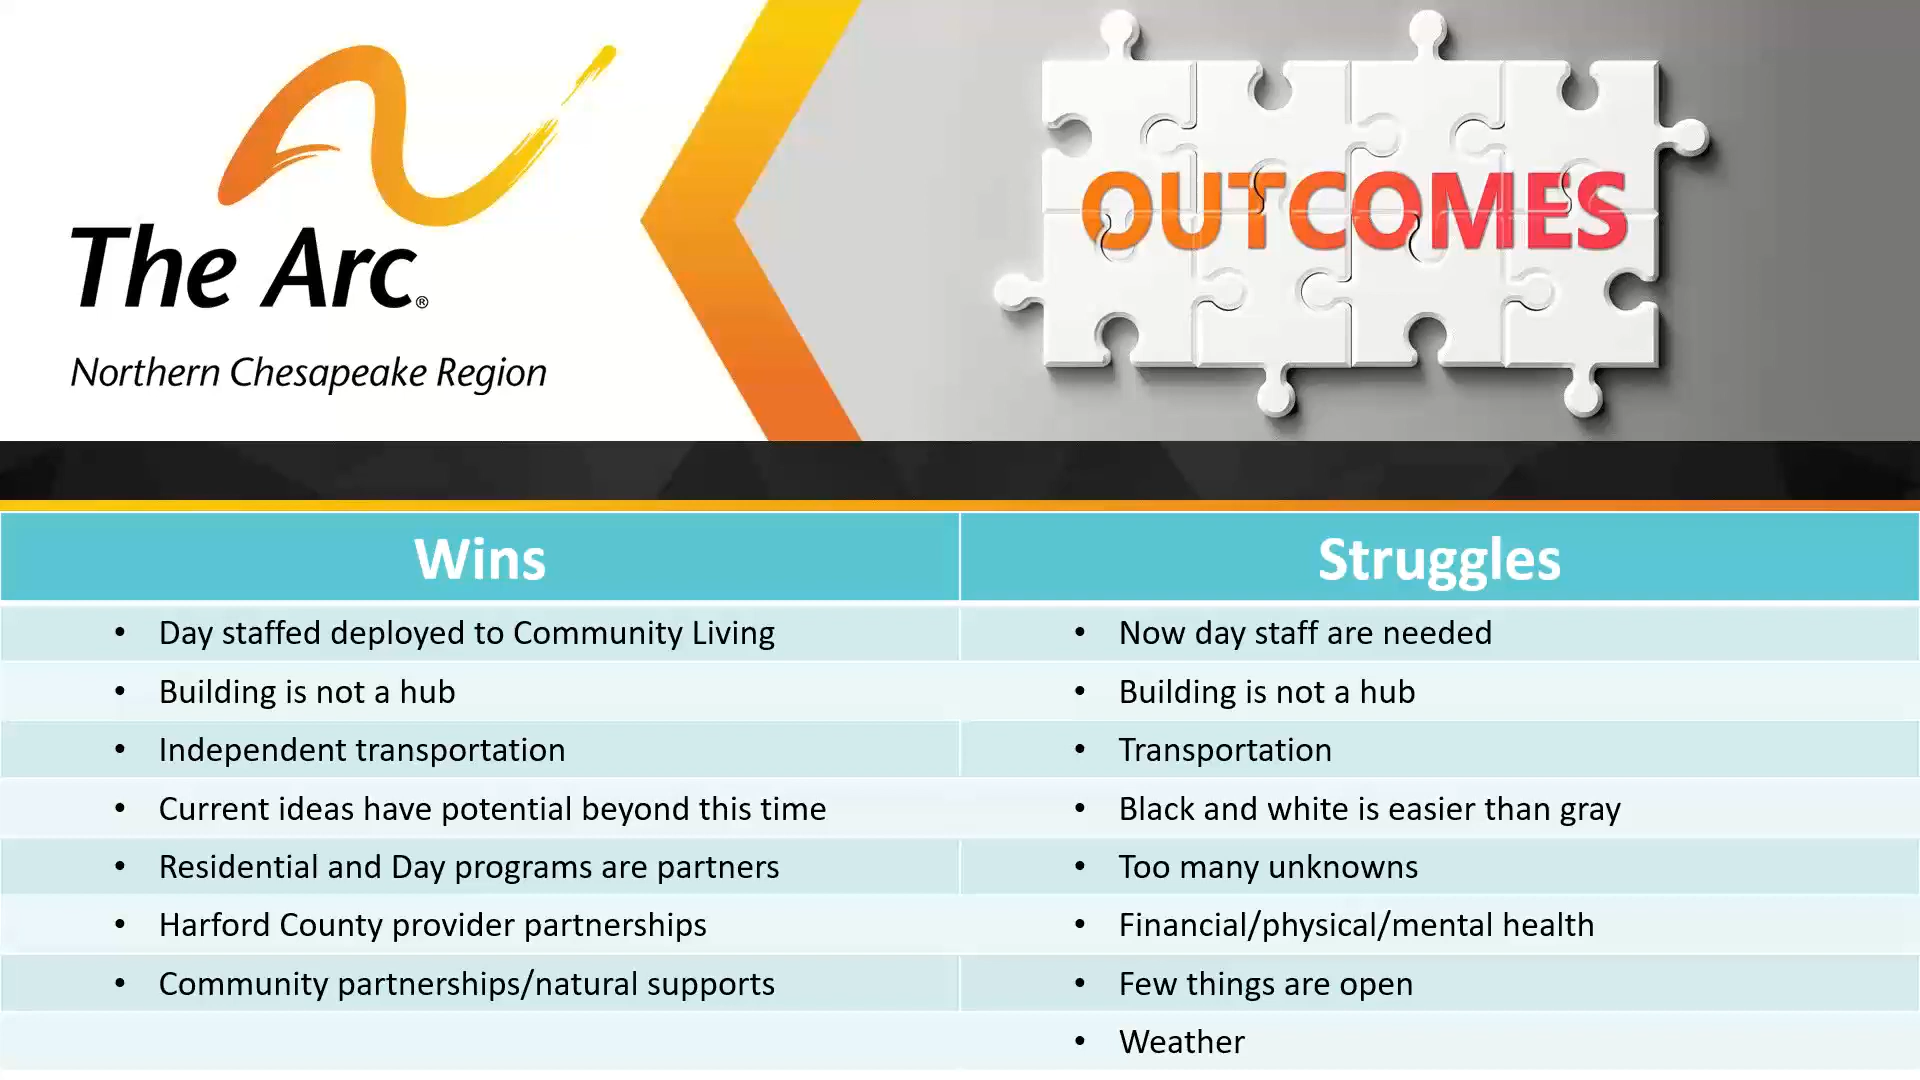 The Arc®
Northern Chesapeake Region
OUTCOMES
Wins
Struggles
• Day staffed deployed to Community Living
• Now day staff are needed
• Building is not a hub
• Building is not a hub
• Independent transportation
• Transportation
• Current ideas have potential beyond this time
• Black and white is easier than gray
• Residential and Day programs are partners
• Too many unknowns
• Harford County provider partnerships
• Financial/physical/mental health
• Community partnerships/natural supports
• Few things are open
• Weather